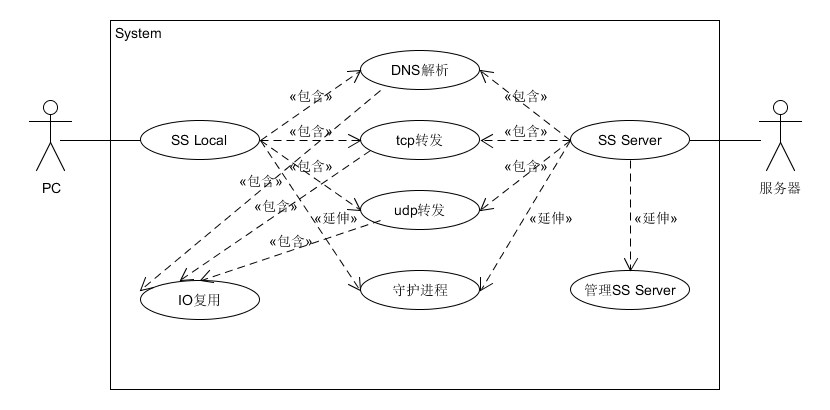 System
DNS解析
«包含»
«包含»
SS Local
«包含»
tcp转发
«包含»
SS Server
«包含»
«包含»
«包含»
PC
服务器
«包含»
udp转发
«延伸»
«延伸»
«延伸»
«包含»
IO复用
守护进程
管理SS Server